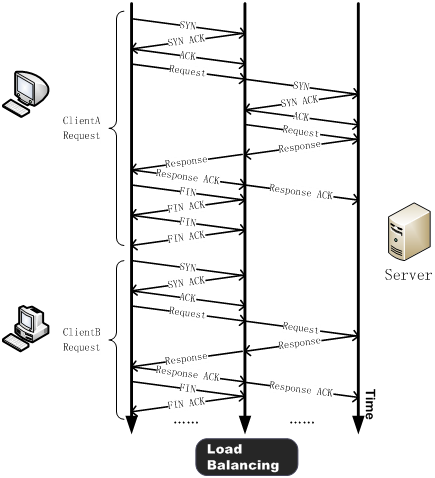 SYN
SYN ACK
ACK
Request
SYN
SYN ACK
ACK
Request
Response
Response
Response ACK
Response ACK
FIN
FIN ACK
FIN
FIN ACK
ClientA
Request
Server
SYN
SYN ACK
ACK
Request
Request
Response
Response
Response ACK
Response ACK
FIN
FIN ACK
ClientB
Request
Time
......
......
Load
Balancing